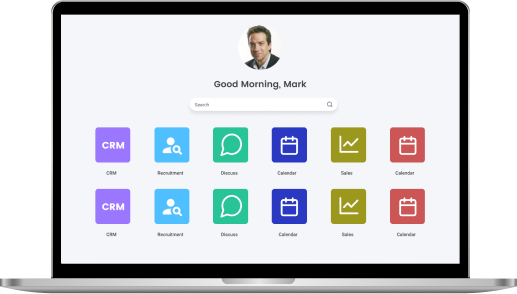 Good Morning, Mark
Search
CRM
CRM Recruitment Discuss Calendar Sales Calendar
CRM
CRM Recruitment Discuss Calendar Sales Calendar